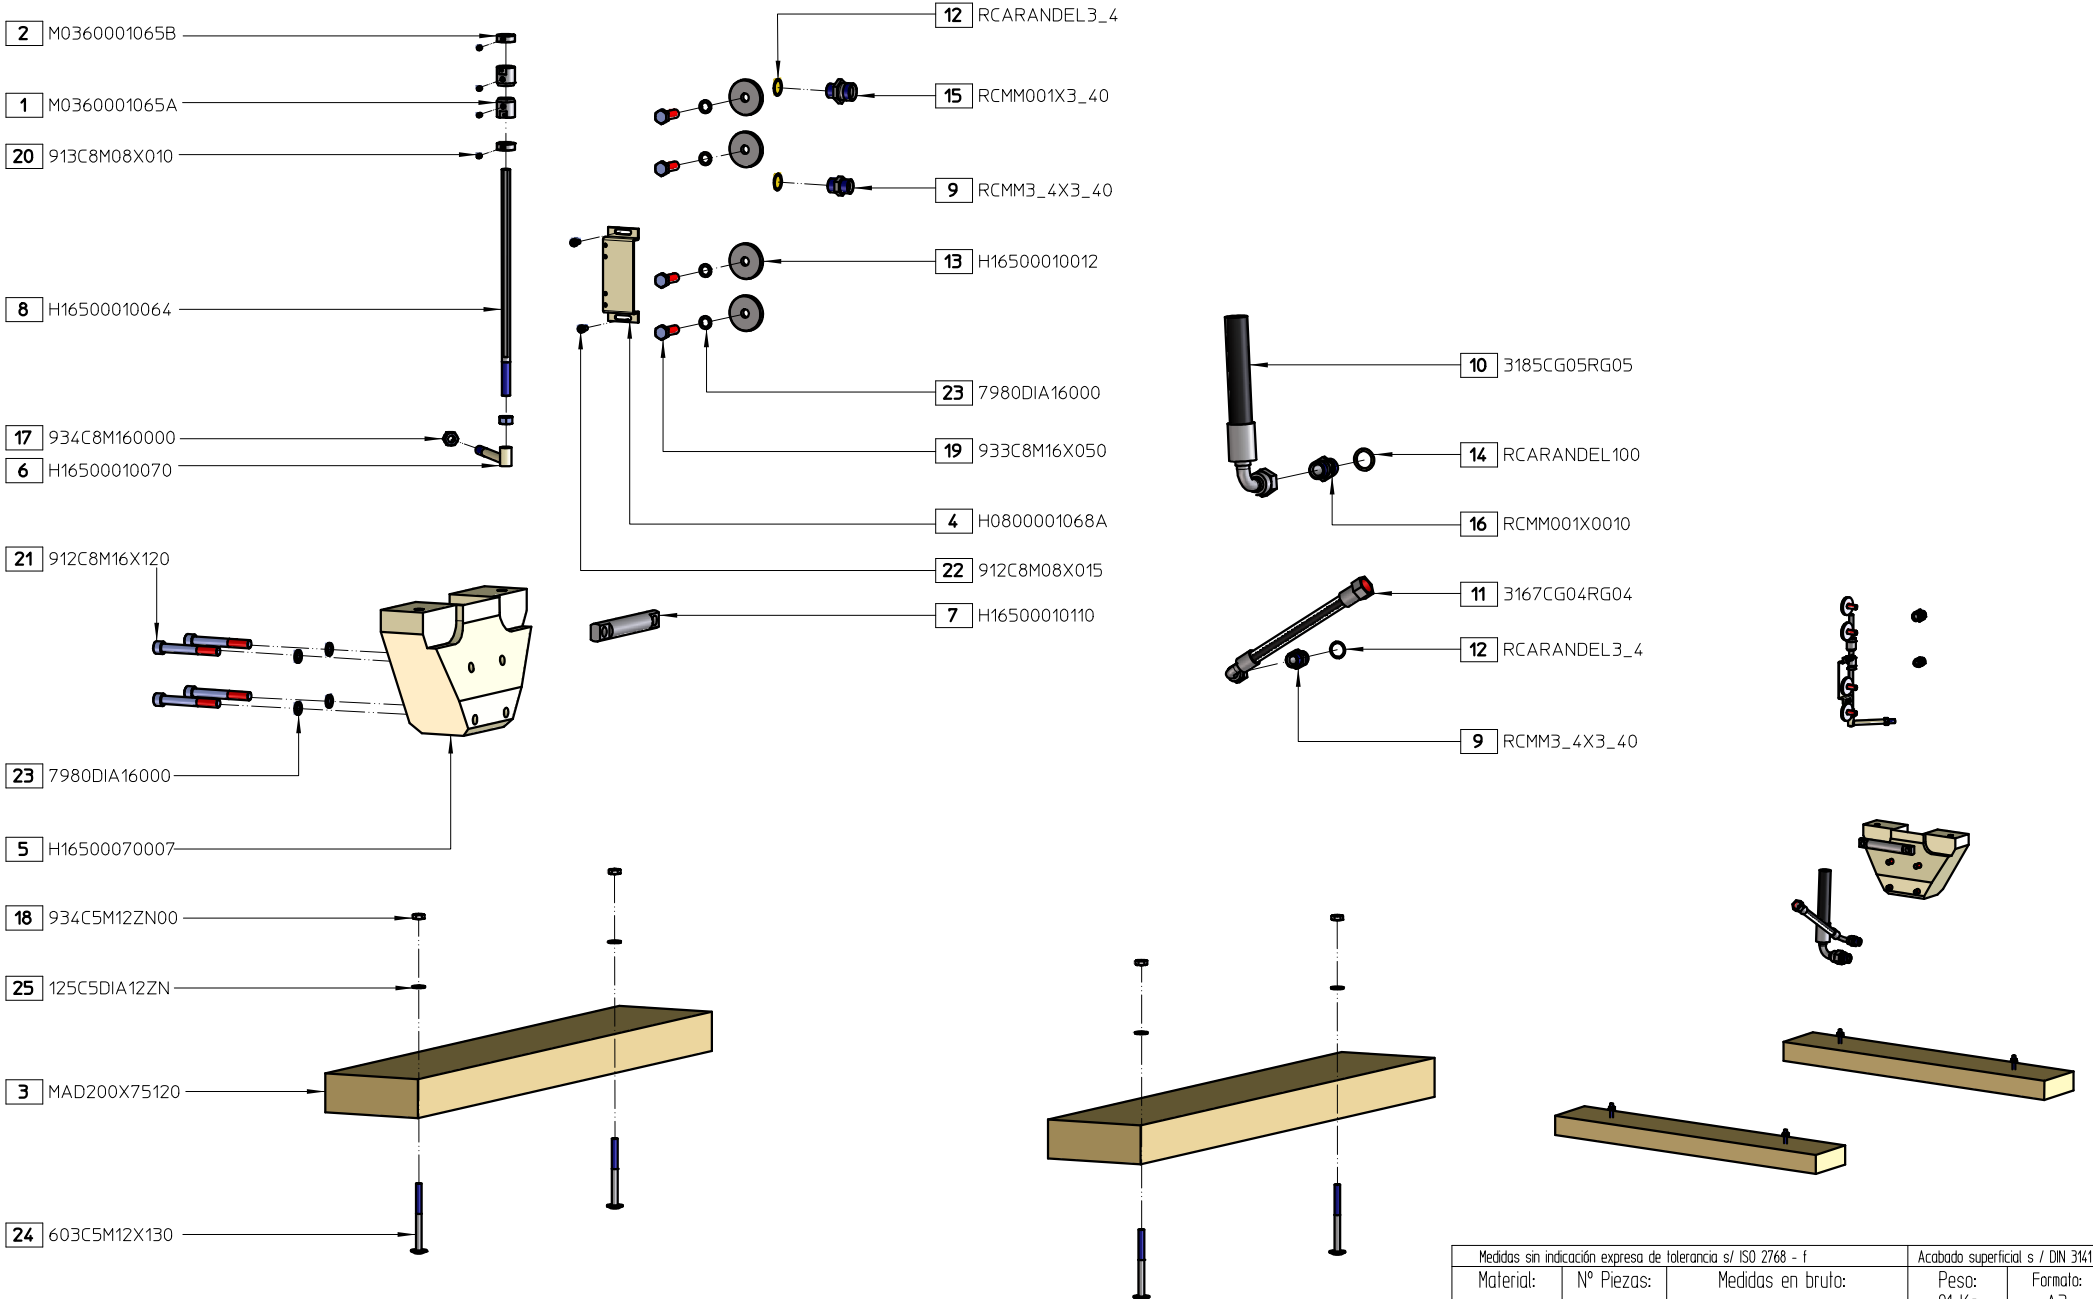 2 M0360001065B
1 M0360001065A
20 913C8M08X010
8 H16500010064
17 934C8M160000
6 H16500010070
21 912C8M16X120
23 7980DIA16000
5 H16500070007
18 934C5M12ZN00
25 125C5DIA12ZN
3 MAD200X75120
24 603C5M12X130
12 RCARANDEL3_4
15 RCMM001X3_40
9 RCMM3_4X3_40
13 H16500010012
23 7980DIA16000
19 933C8M16X050
4 H0800001068A
22 912C8M08X015
7 H16500010110
10 3185CG05RG05
14 RCARANDEL100
16 RCMM001X0010
11 3167CG04RG04
12 RCARANDEL3_4
9 RCMM3_4X3_40
Medidas sin indicación expresa de tolerancia s/ ISO 2768 - f
Acabado superficial s / DIN 3141
Material: Nº Piezas: Medidas en bruto: Peso: Formato: